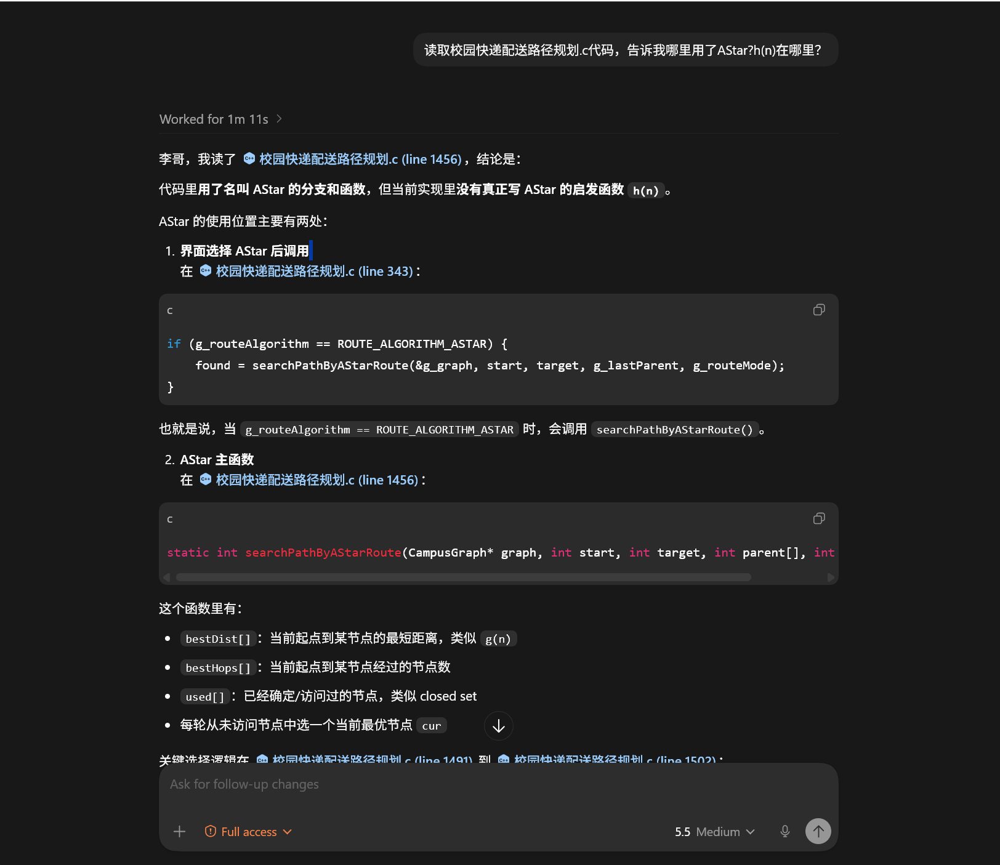 读取校园快递配送路径规划.c代码，告诉我哪里用了AStar?h(n)在哪里？
Worked for 1m 11s
李哥，我读了 校园快递配送路径规划.c (line 1456)，结论是：
代码里用了名叫 AStar 的分支和函数，但当前实现里没有真正写 AStar 的启发函数 h(n)。
AStar 的使用位置主要有两处：
1. 界面选择 AStar 后调用
在 校园快递配送路径规划.c (line 343)：
c
if (g_routeAlgorithm == ROUTE_ALGORITHM_ASTAR) {
    found = searchPathByAStarRoute(&g_graph, start, target, g_lastParent, g_routeMode);
}
也就是说，当 g_routeAlgorithm == ROUTE_ALGORITHM_ASTAR 时，会调用 searchPathByAStarRoute()。
2. AStar 主函数
在 校园快递配送路径规划.c (line 1456)：
c
static int searchPathByAStarRoute(CampusGraph* graph, int start, int target, int parent[], int
这个函数里有：
• bestDist[]：当前起点到某节点的最短距离，类似 g(n)
• bestHops[]：当前起点到某节点经过的节点数
• used[]：已经确定/访问过的节点，类似 closed set
• 每轮从未访问节点中选一个当前最优节点 cur
关键选择逻辑在 校园快递配送路径规划.c (line 1491) 到 校园快递配送路径规划.c (line 1502)：
Ask for follow-up changes
Full access
5.5 Medium